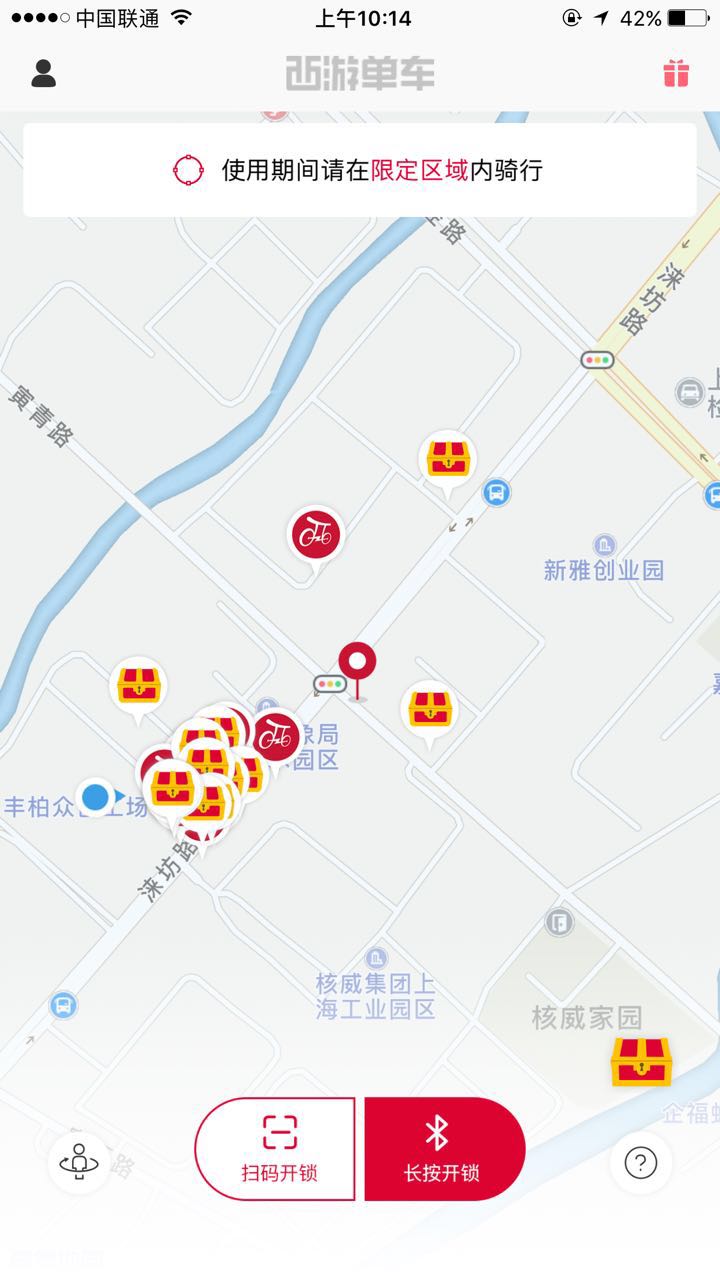 中国联通
上午10:14
42%
西游单车
使用期间请在限定区域内骑行
路
涞坊路
寅青路
新雅创业园
象局
园区
丰柏众
工场
涞坊路
核威集团上
海工业园区
核威家园
企福
路
扫码开锁
长按开锁
?